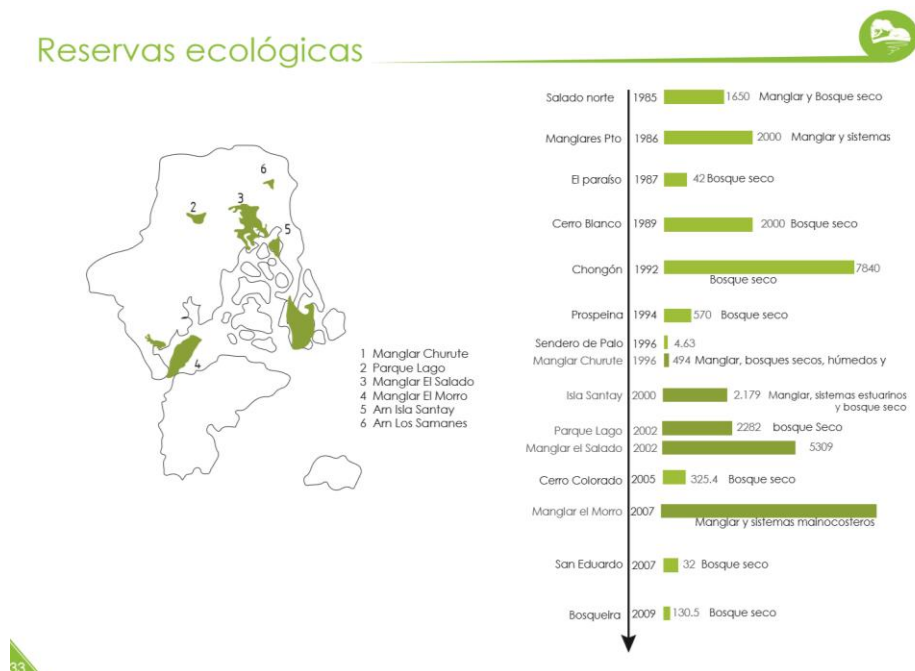 Reservas ecológicas
6
3
2
5
4
1 Manglar Churute
2 Parque Lago
3 Manglar El Salado
4 Manglar El Morro
5 Arn Isla Santay
6 Arn Los Samanes
Salado norte 1985 1650 Manglar y Bosque seco
Manglares Pto 1986 2000 Manglar y sistemas
El paraíso 1987 42 Bosque seco
Cerro Blanco 1989 2000 Bosque seco
Chongón 1992 7840
Bosque seco
Prospeina 1994 570 Bosque seco
Sendero de Palo 1996 4.63
Manglar Churute 1996 494 Manglar, bosques secos, húmedos y
Isla Santay 2000 2.179 Manglar, sistemas estuarinos
y bosque seco
Parque Lago 2002 2282 bosque Seco
Manglar el Salado 2002 5309
Cerro Colorado 2005 325.4 Bosque seco
Manglar el Morro 2007
Manglar y sistemas mainocosteros
San Eduardo 2007 32 Bosque seco
Bosqueira 2009 130.5 Bosque seco
33